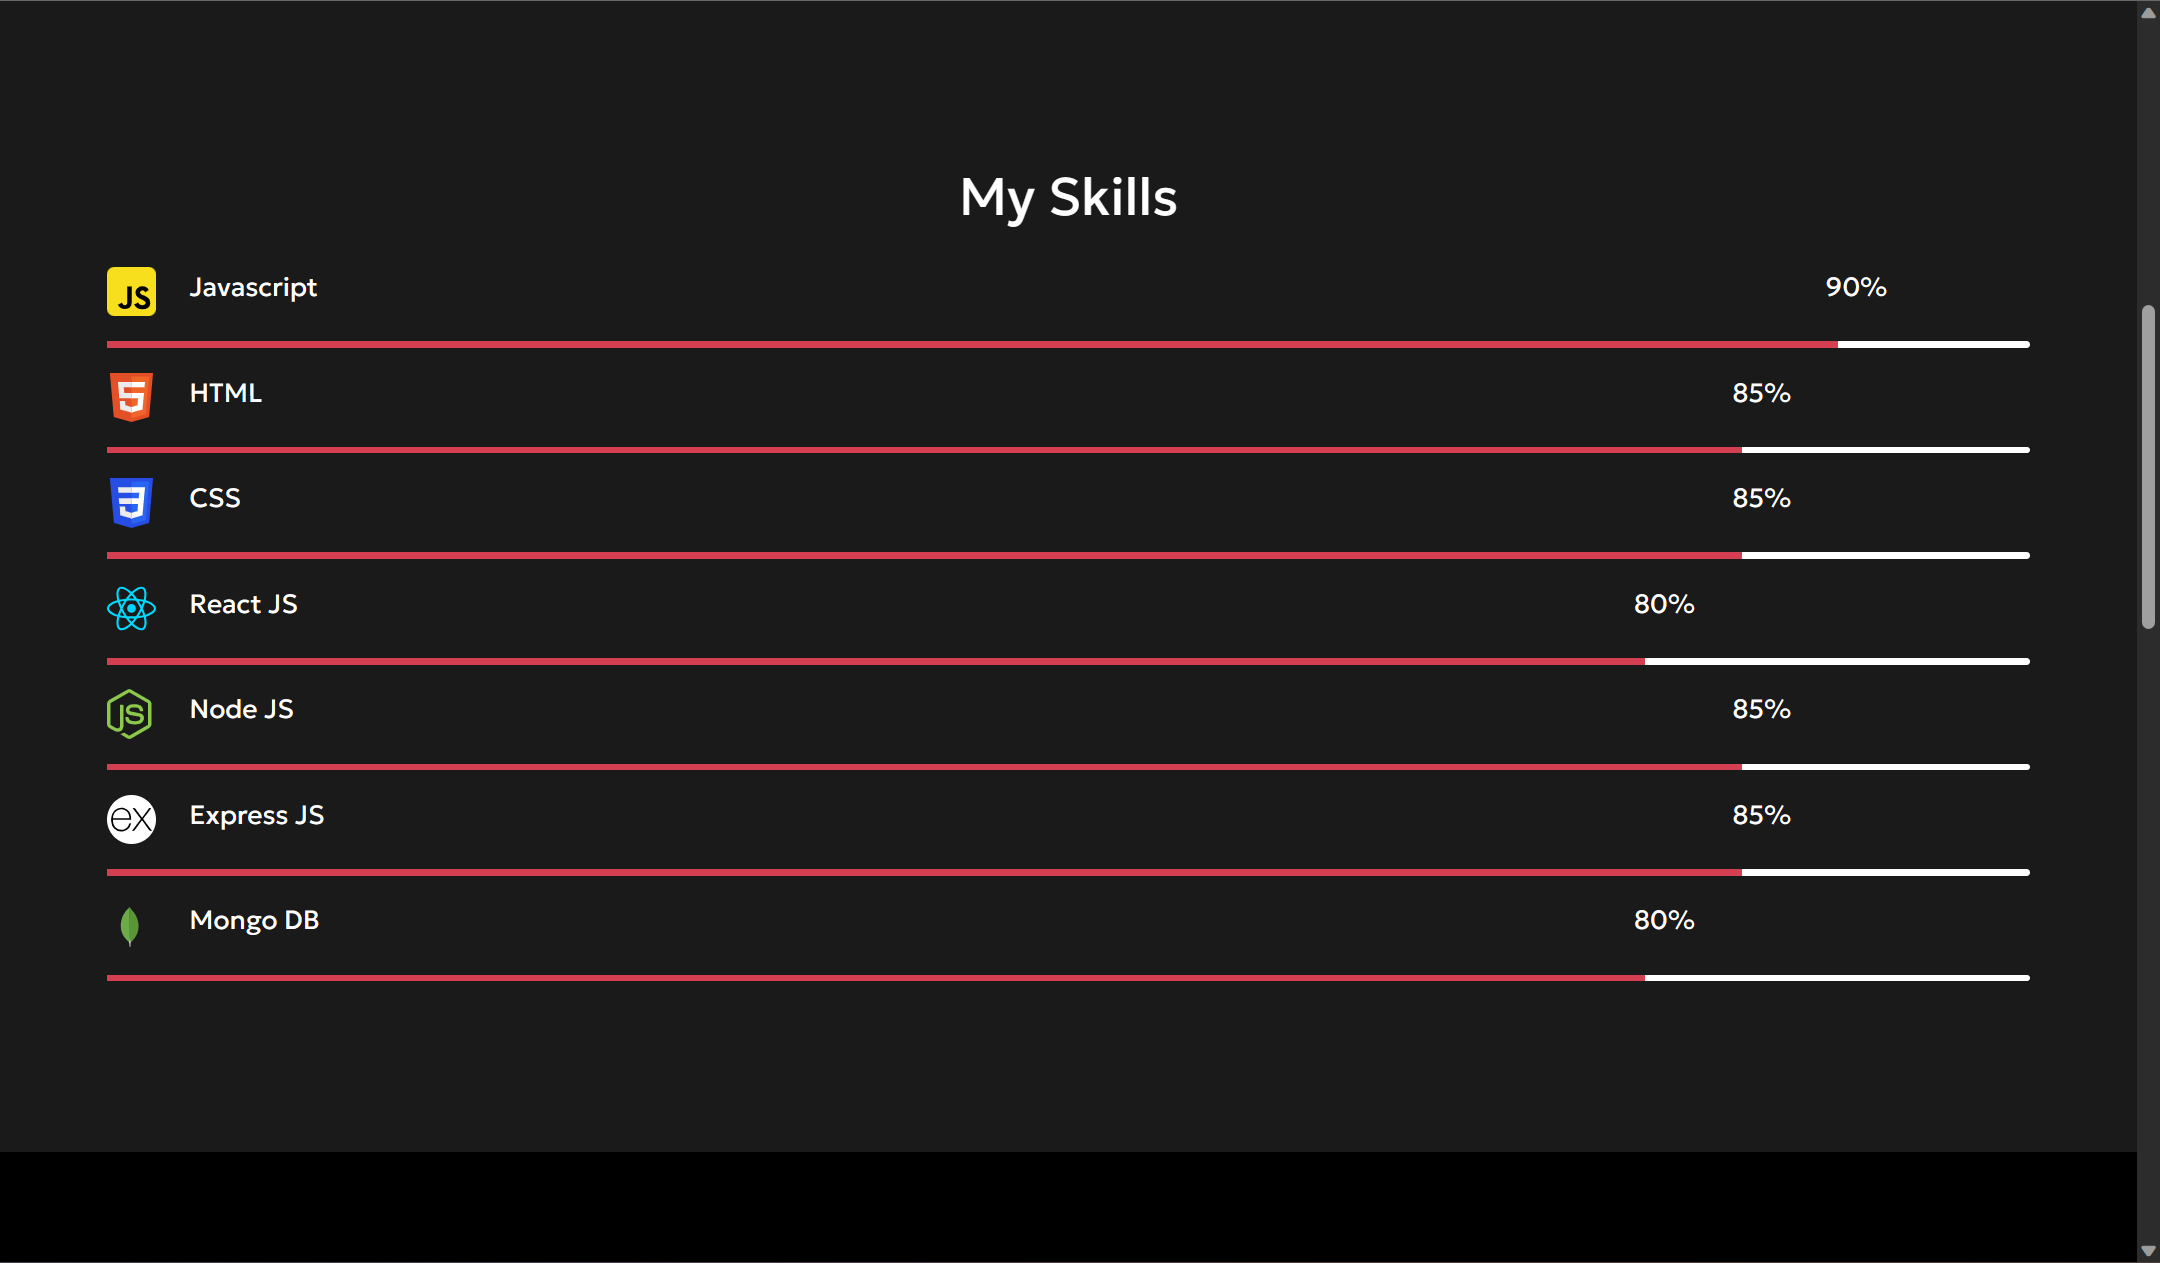 My Skills
JS Javascript 90%
HTML 85%
CSS 85%
React JS 80%
JS Node JS 85%
ex Express JS 85%
Mongo DB 80%